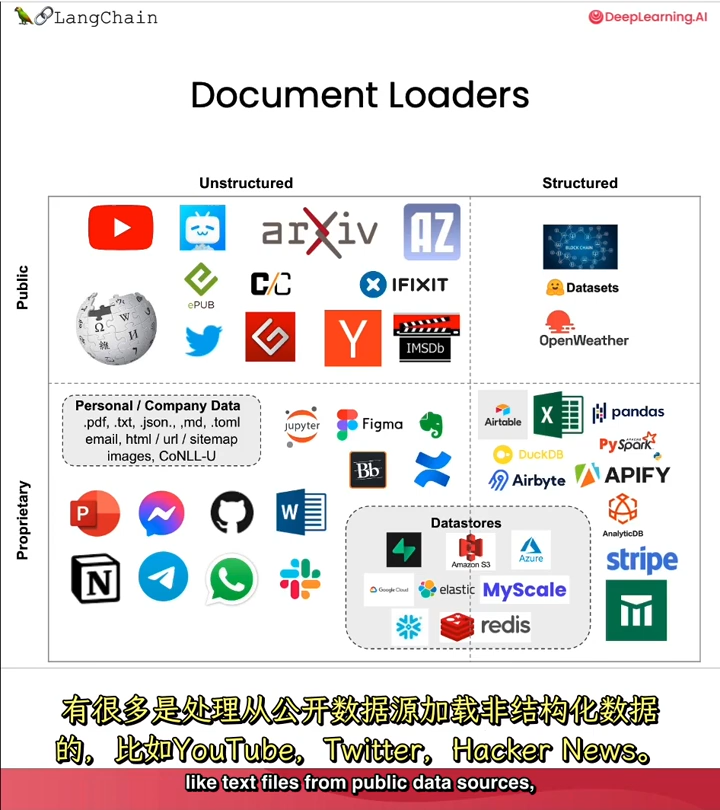 LangChain
DeepLearning.AI
Document Loaders
Unstructured
Structured
Public
arXiv
AZ
BLOCK CHAIN
ePUB
C/C
IFIXIT
Datasets
Y
IMSDb
OpenWeather
Personal / Company Data
.pdf, .txt, .json., ,md, .toml
email, html / url / sitemap
images, CoNLL-U
jupyter
Figma
Airtable
X
pandas
APACHE
PySpark
DuckDB
Bb
Airbyte
APIFY
Proprietary
P
W
Datastores
AnalyticDB
Amazon S3
Azure
stripe
N
Google Cloud
elastic
MyScale
redis
有很多是处理从公开数据源加载非结构化数据
的，比如YouTube，Twitter，Hacker News。
like text files from public data sources,